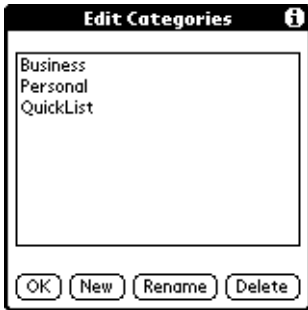 Edit Categories i
Business
Personal
QuickList
OK New Rename Delete